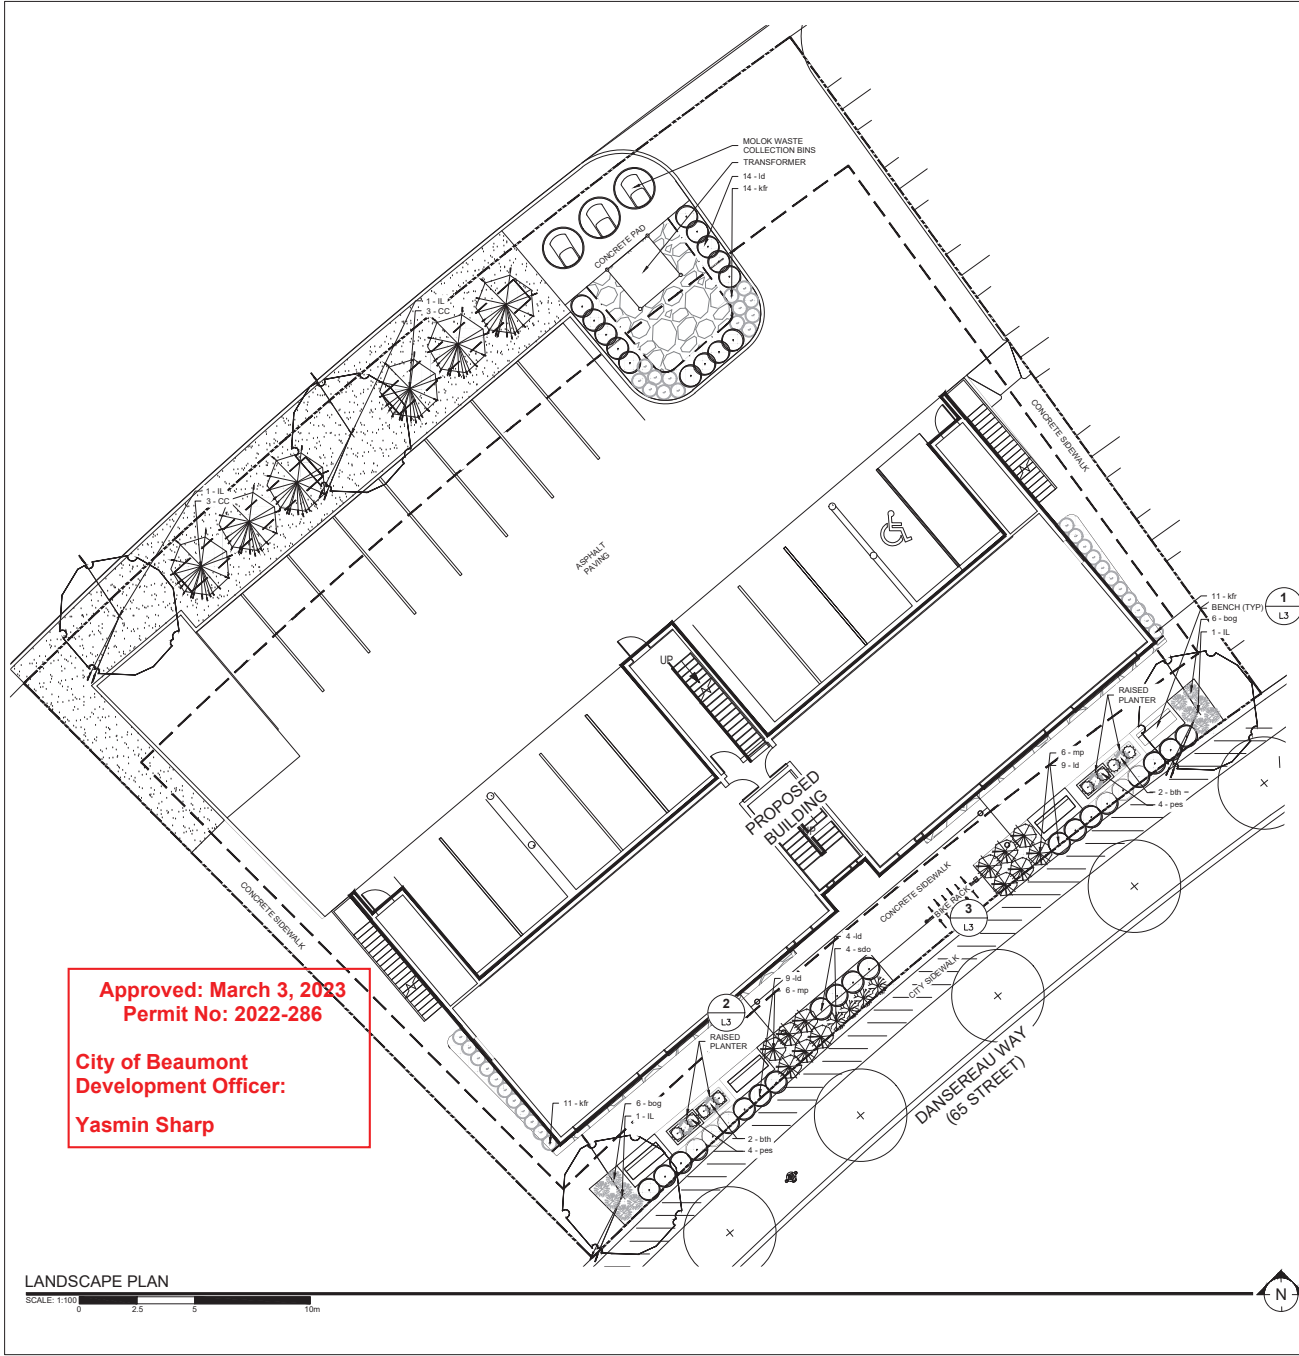 MOLOK WASTE
COLLECTION BINS
TRANSFORMER
14 - ld
14 - kfr
CONCRETE PAD
1 - IL
3 - CC
1 - IL
3 - CC
ASPHALT
PAVING
CONCRETE SIDEWALK
11 - kfr
BENCH (TYP)
6 - bog
1 - IL
1
L3
RAISED
PLANTER
UP
6 - mp
9 - ld
2 - bth
4 - pes
PROPOSED
BUILDING
CONCRETE SIDEWALK
BIKE RACK
3
L3
CONCRETE SIDEWALK
4 -ld
4 - sdo
CITY SIDEWALK
9 -ld
6 - mp
2
L3
RAISED
PLANTER
DANSEREAU WAY
(65 STREET)
11 - kfr
6 - bog
1 - IL
2 - bth
4 - pes
Approved: March 3, 2023
Permit No: 2022-286
City of Beaumont
Development Officer:
Yasmin Sharp
LANDSCAPE PLAN
SCALE: 1:100
0 2.5 5 10m
N